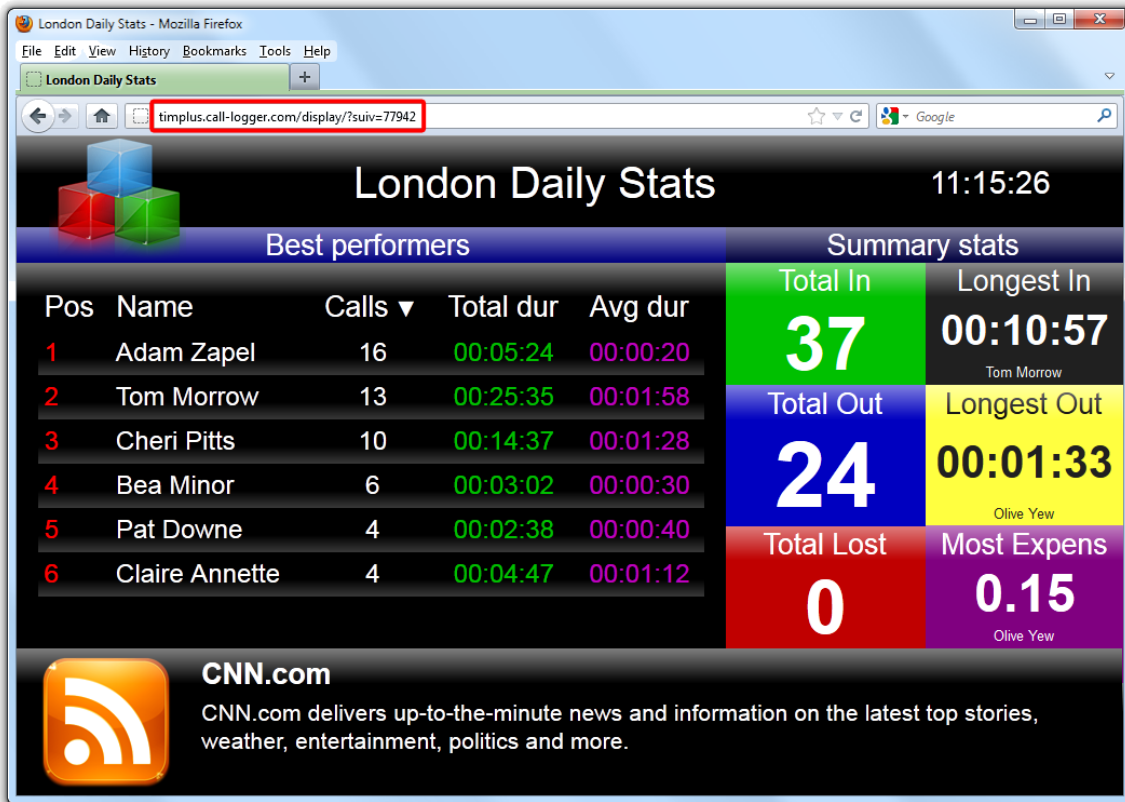 London Daily Stats - Mozilla Firefox
File Edit View History Bookmarks Tools Help
London Daily Stats +
timplus.call-logger.com/display/?suiv=77942 Google
London Daily Stats 11:15:26
Best performers
Pos Name Calls ▼ Total dur Avg dur
1 Adam Zapel 16 00:05:24 00:00:20
2 Tom Morrow 13 00:25:35 00:01:58
3 Cheri Pitts 10 00:14:37 00:01:28
4 Bea Minor 6 00:03:02 00:00:30
5 Pat Downe 4 00:02:38 00:00:40
6 Claire Annette 4 00:04:47 00:01:12
Summary stats
Total In
37
Longest In
00:10:57
Tom Morrow
Total Out
24
Longest Out
00:01:33
Olive Yew
Total Lost
0
Most Expens
0.15
Olive Yew
CNN.com
CNN.com delivers up-to-the-minute news and information on the latest top stories,
weather, entertainment, politics and more.